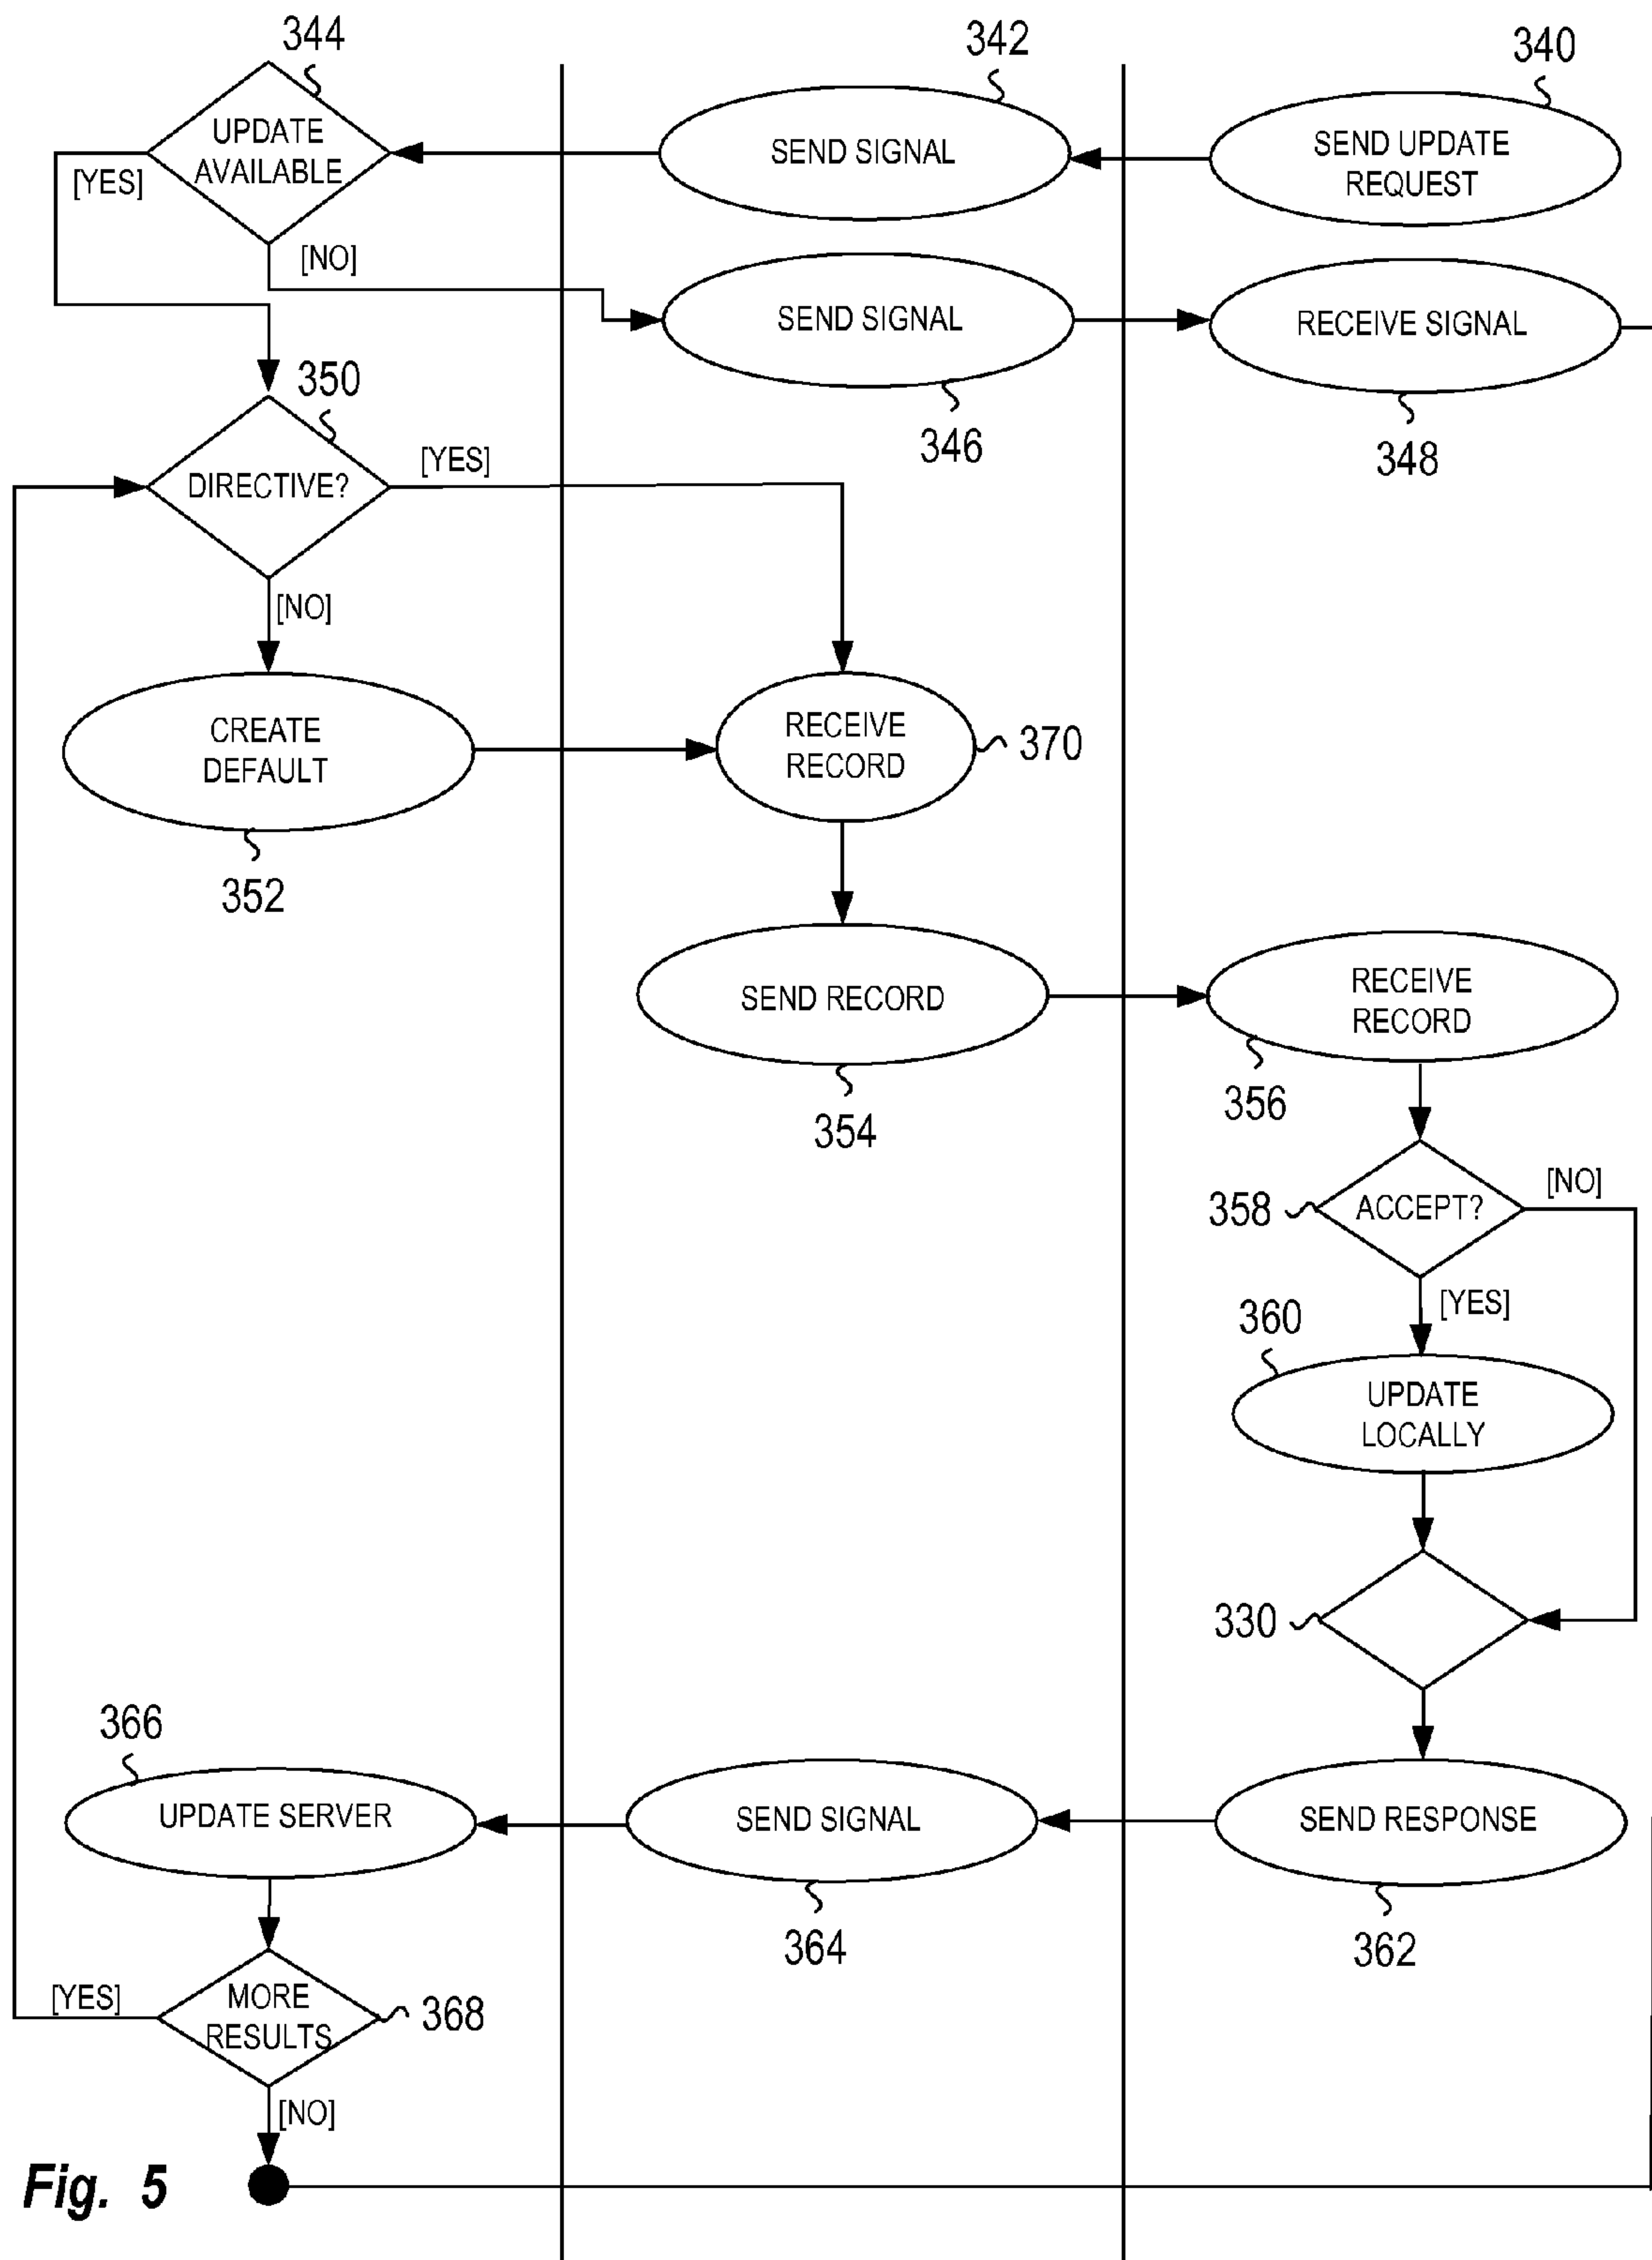 344
342
340
UPDATE
AVAILABLE
SEND SIGNAL
SEND UPDATE
REQUEST
[YES]
[NO]
SEND SIGNAL
RECEIVE SIGNAL
350
346
348
DIRECTIVE?
[YES]
[NO]
CREATE
DEFAULT
RECEIVE
RECORD
370
352
SEND RECORD
RECEIVE
RECORD
354
356
358
ACCEPT?
[NO]
[YES]
360
UPDATE
LOCALLY
330
366
UPDATE SERVER
SEND SIGNAL
SEND RESPONSE
364
362
[YES]
MORE
RESULTS
368
[NO]
Fig. 5